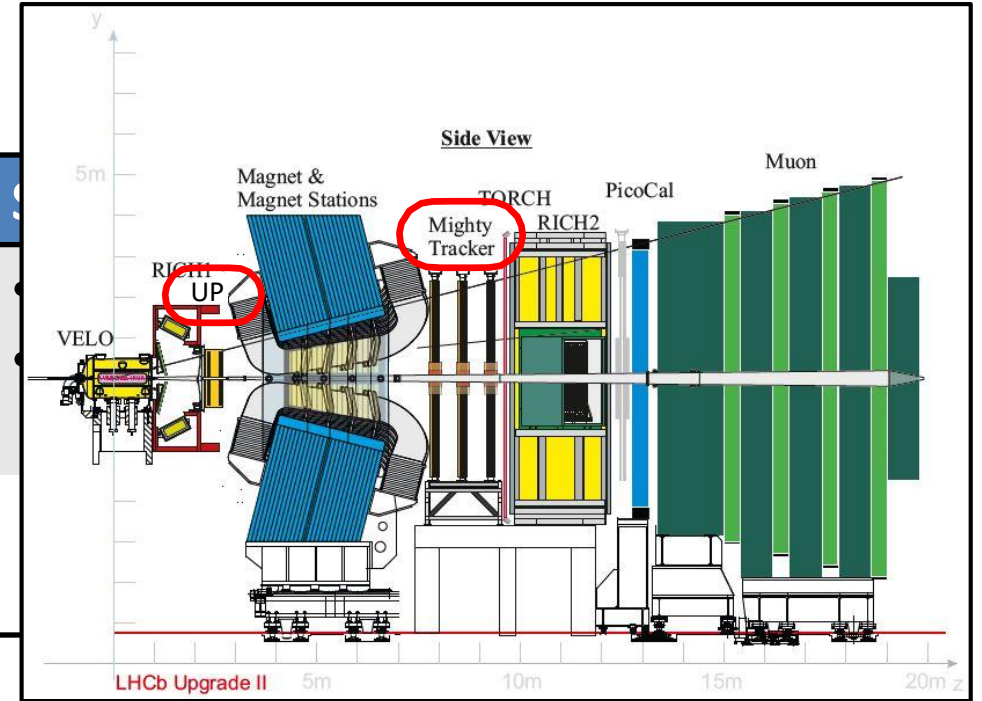 y
Side View
5m
Magnet &
Magnet Stations
Muon
PicoCal
TORCH
Mighty
Tracker
RICH2
RICH1
UP
VELO
S
LHCb Upgrade II
5m
10m
15m
20m z